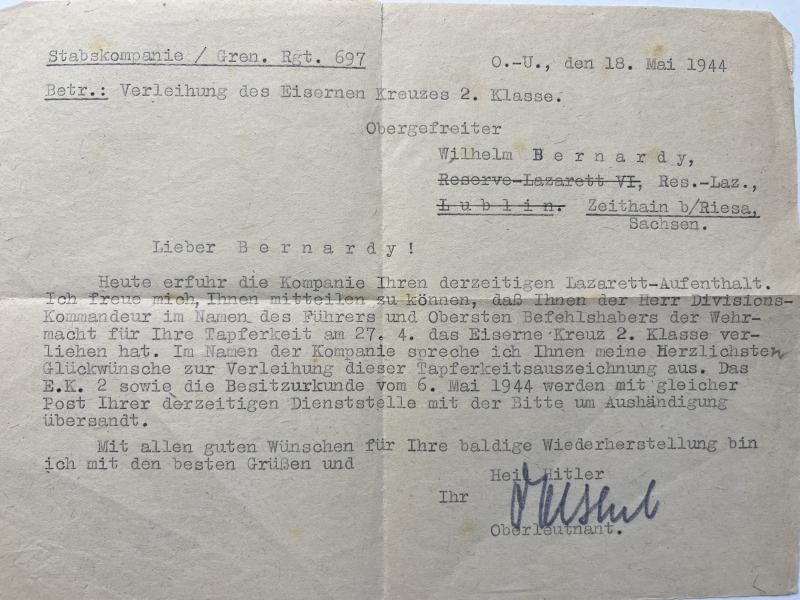 Stabskompanie / Gren. Rgt. 697
O.-U., den 18. Mai 1944
Betr.: Verleihung des Eisernen Kreuzes 2. Klasse.
Obergefreiter
Wilhelm B e r n a r d y,
Reserve-Lazarett VI, Res.-Laz.,
L u b l i n. Zeithain b/Riesa,
Sachsen.
Lieber B e r n a r d y !
Heute erfuhr die Kompanie Ihren derzeitigen Lazarett-Aufenthalt.
Ich freue mich, Ihnen mitteilen zu können, daß Ihnen der Herr Divisions-
Kommandeur im Namen des Führers und Obersten Befehlshabers der Wehr-
macht für Ihre Tapferkeit am 27. 4. das Eiserne Kreuz 2. Klasse ver-
liehen hat. Im Namen der Kompanie spreche ich Ihnen meine Herzlichsten
Glückwünsche zur Verleihung dieser Tapferkeitsauszeichnung aus. Das
E.K. 2 sowie die Besitzurkunde vom 6. Mai 1944 werden mit gleicher
Post Ihrer derzeitigen Dienststelle mit der Bitte um Aushändigung
übersandt.
Mit allen guten Wünschen für Ihre baldige Wiederherstellung bin
ich mit den besten Grüßen und
Heil Hitler
Ihr
Oberleutnant.